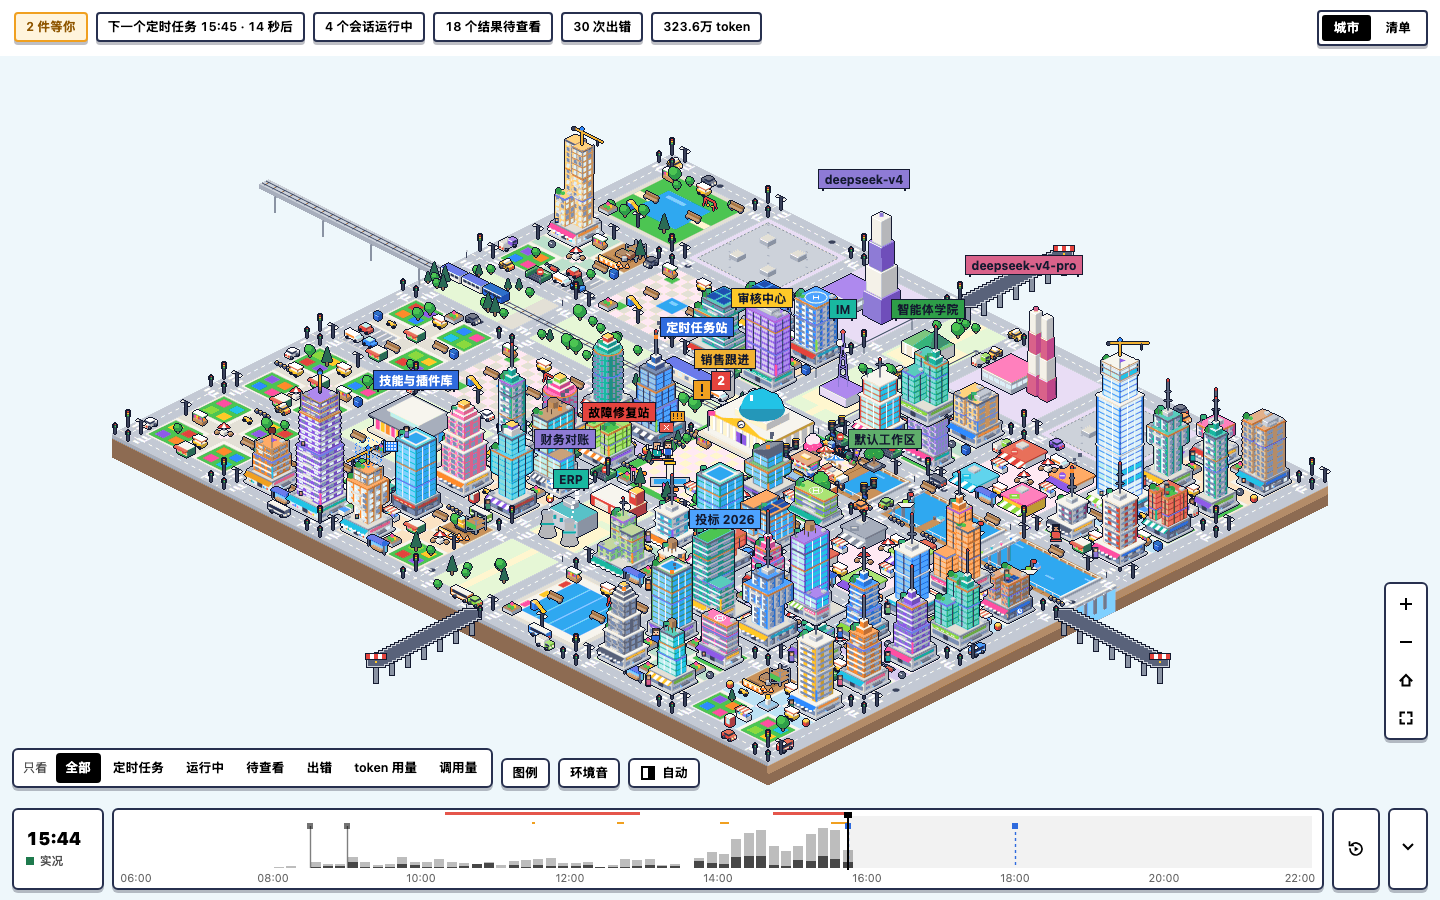 2 件等你
下一个定时任务 15:45 · 14 秒后
4 个会话运行中
18 个结果待查看
30 次出错
323.6万 token
城市
清单
deepseek-v4
deepseek-v4-pro
审核中心
IM
智能体学院
定时任务站
销售跟进
技能与插件库
! 2
故障修复站
!!!
财务对账
默认工作区
ERP
投标 2026
只看
全部
定时任务
运行中
待查看
出错
token 用量
调用量
图例
环境音
自动
15:44
实况
06:00
08:00
10:00
12:00
14:00
16:00
18:00
20:00
22:00